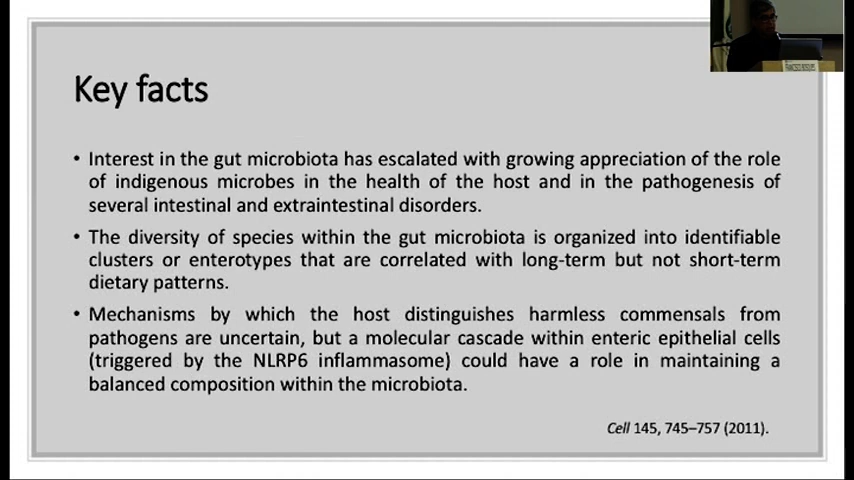 Key facts
• Interest in the gut microbiota has escalated with growing appreciation of the role
of indigenous microbes in the health of the host and in the pathogenesis of
several intestinal and extraintestinal disorders.
• The diversity of species within the gut microbiota is organized into identifiable
clusters or enterotypes that are correlated with long-term but not short-term
dietary patterns.
• Mechanisms by which the host distinguishes harmless commensals from
pathogens are uncertain, but a molecular cascade within enteric epithelial cells
(triggered by the NLRP6 inflammasome) could have a role in maintaining a
balanced composition within the microbiota.
Cell 145, 745–757 (2011).